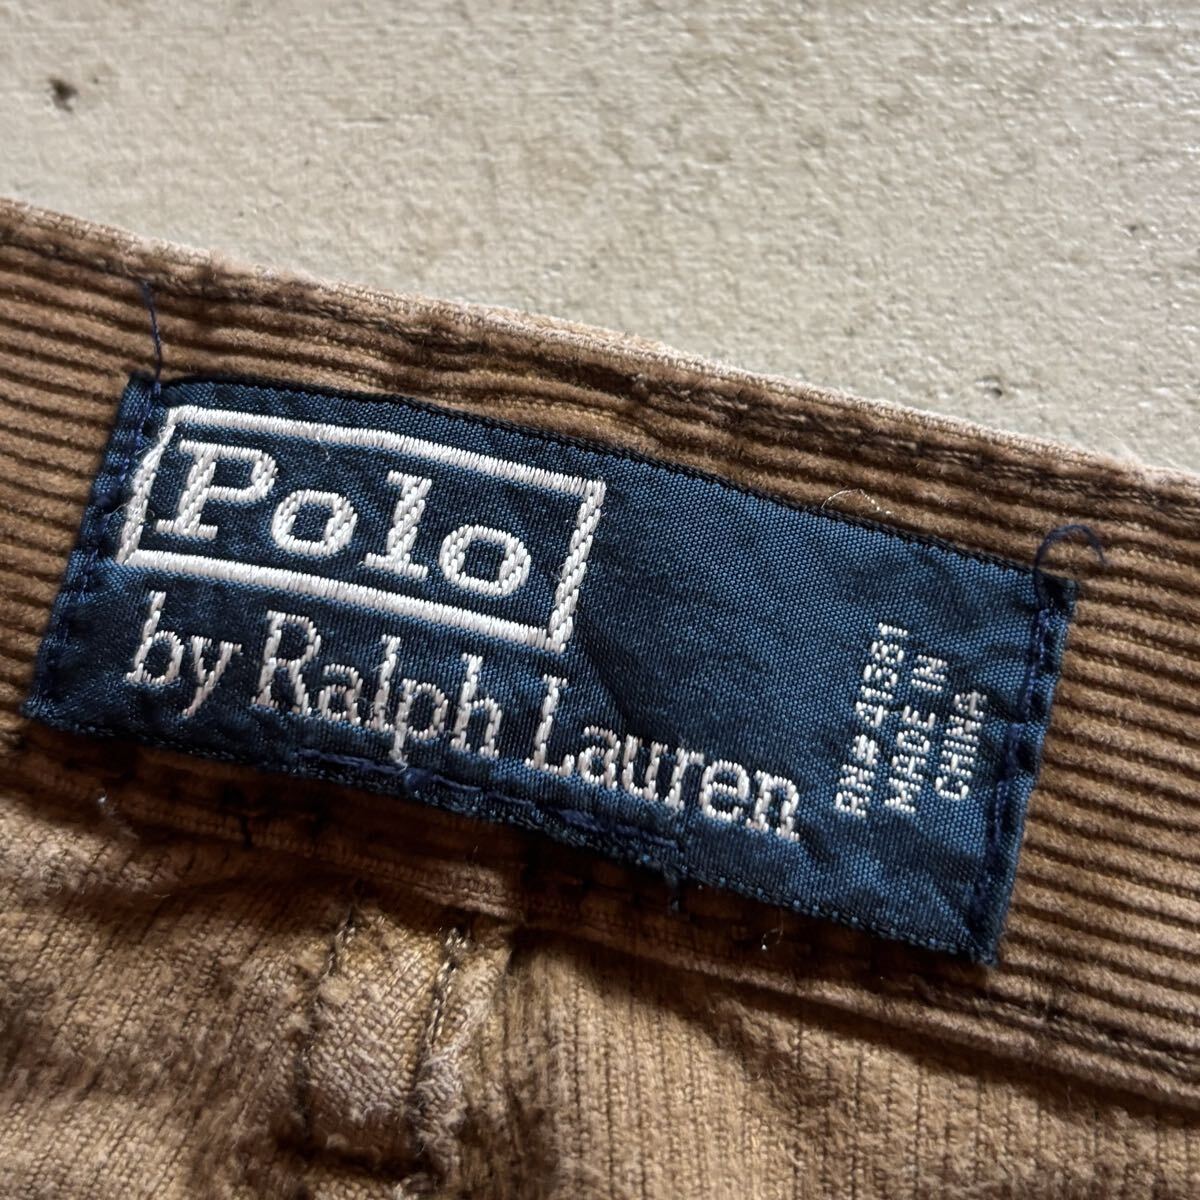 Polo
by Ralph Lauren
RN# 41381
MADE IN
CHINA